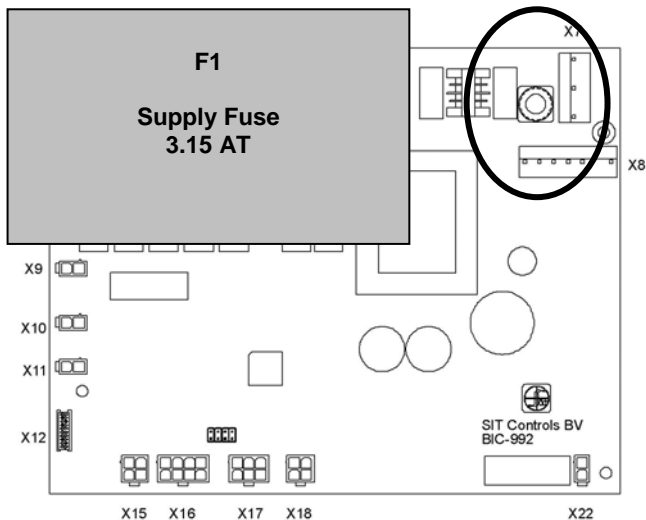 X7
F1
Supply Fuse
3.15 AT
X8
X9
X10
X11
X12
SIT Controls BV
BIC-992
X15 X16 X17 X18 X22